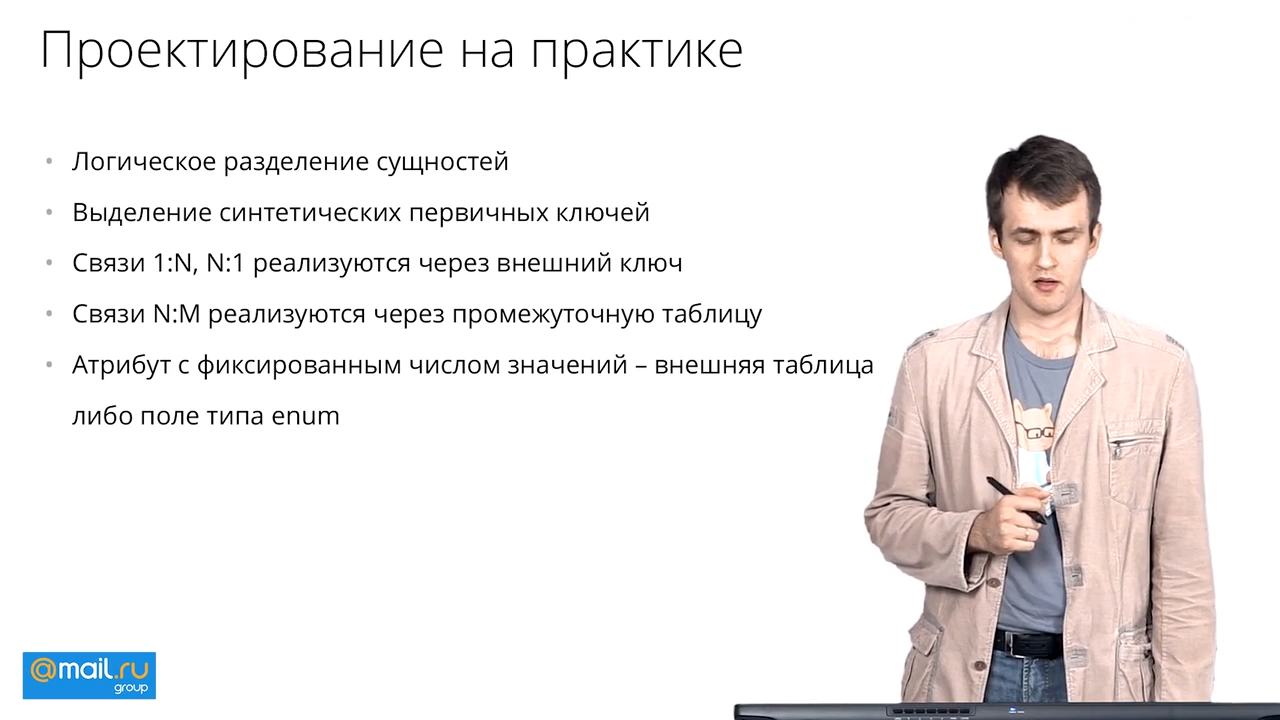 Проектирование на практике
• Логическое разделение сущностей
• Выделение синтетических первичных ключей
• Связи 1:N, N:1 реализуются через внешний ключ
• Связи N:M реализуются через промежуточную таблицу
• Атрибут с фиксированным числом значений – внешняя таблица
либо поле типа enum
@mail.ru
group